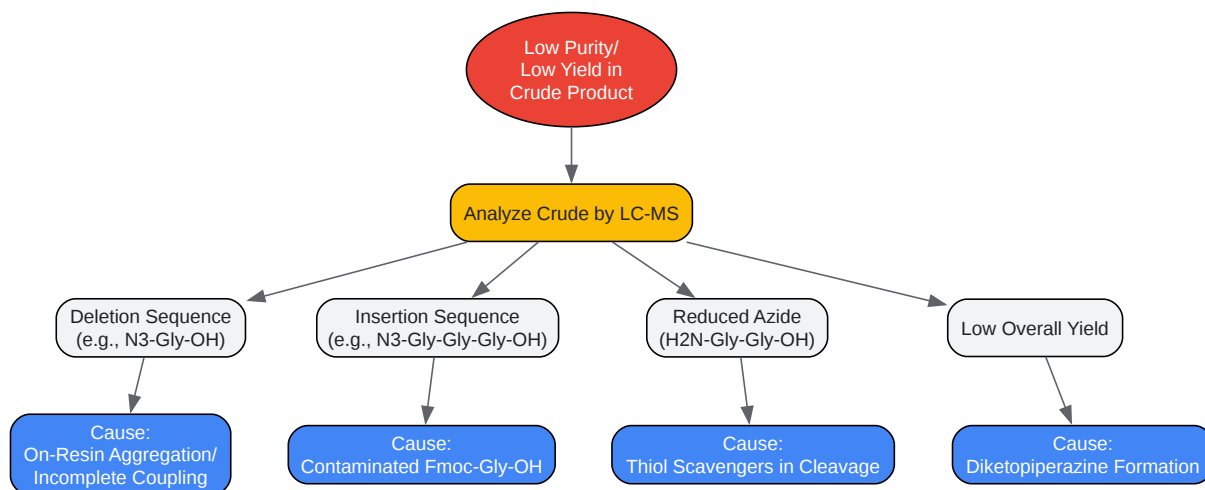 Low Purity/
Low Yield in
Crude Product
Analyze Crude by LC-MS
Deletion Sequence
(e.g., N3-Gly-OH)
Insertion Sequence
(e.g., N3-Gly-Gly-Gly-OH)
Reduced Azide
(H2N-Gly-Gly-OH)
Low Overall Yield
Cause:
On-Resin Aggregation/
Incomplete Coupling
Cause:
Contaminated Fmoc-Gly-OH
Cause:
Thiol Scavengers in Cleavage
Cause:
Diketopiperazine Formation